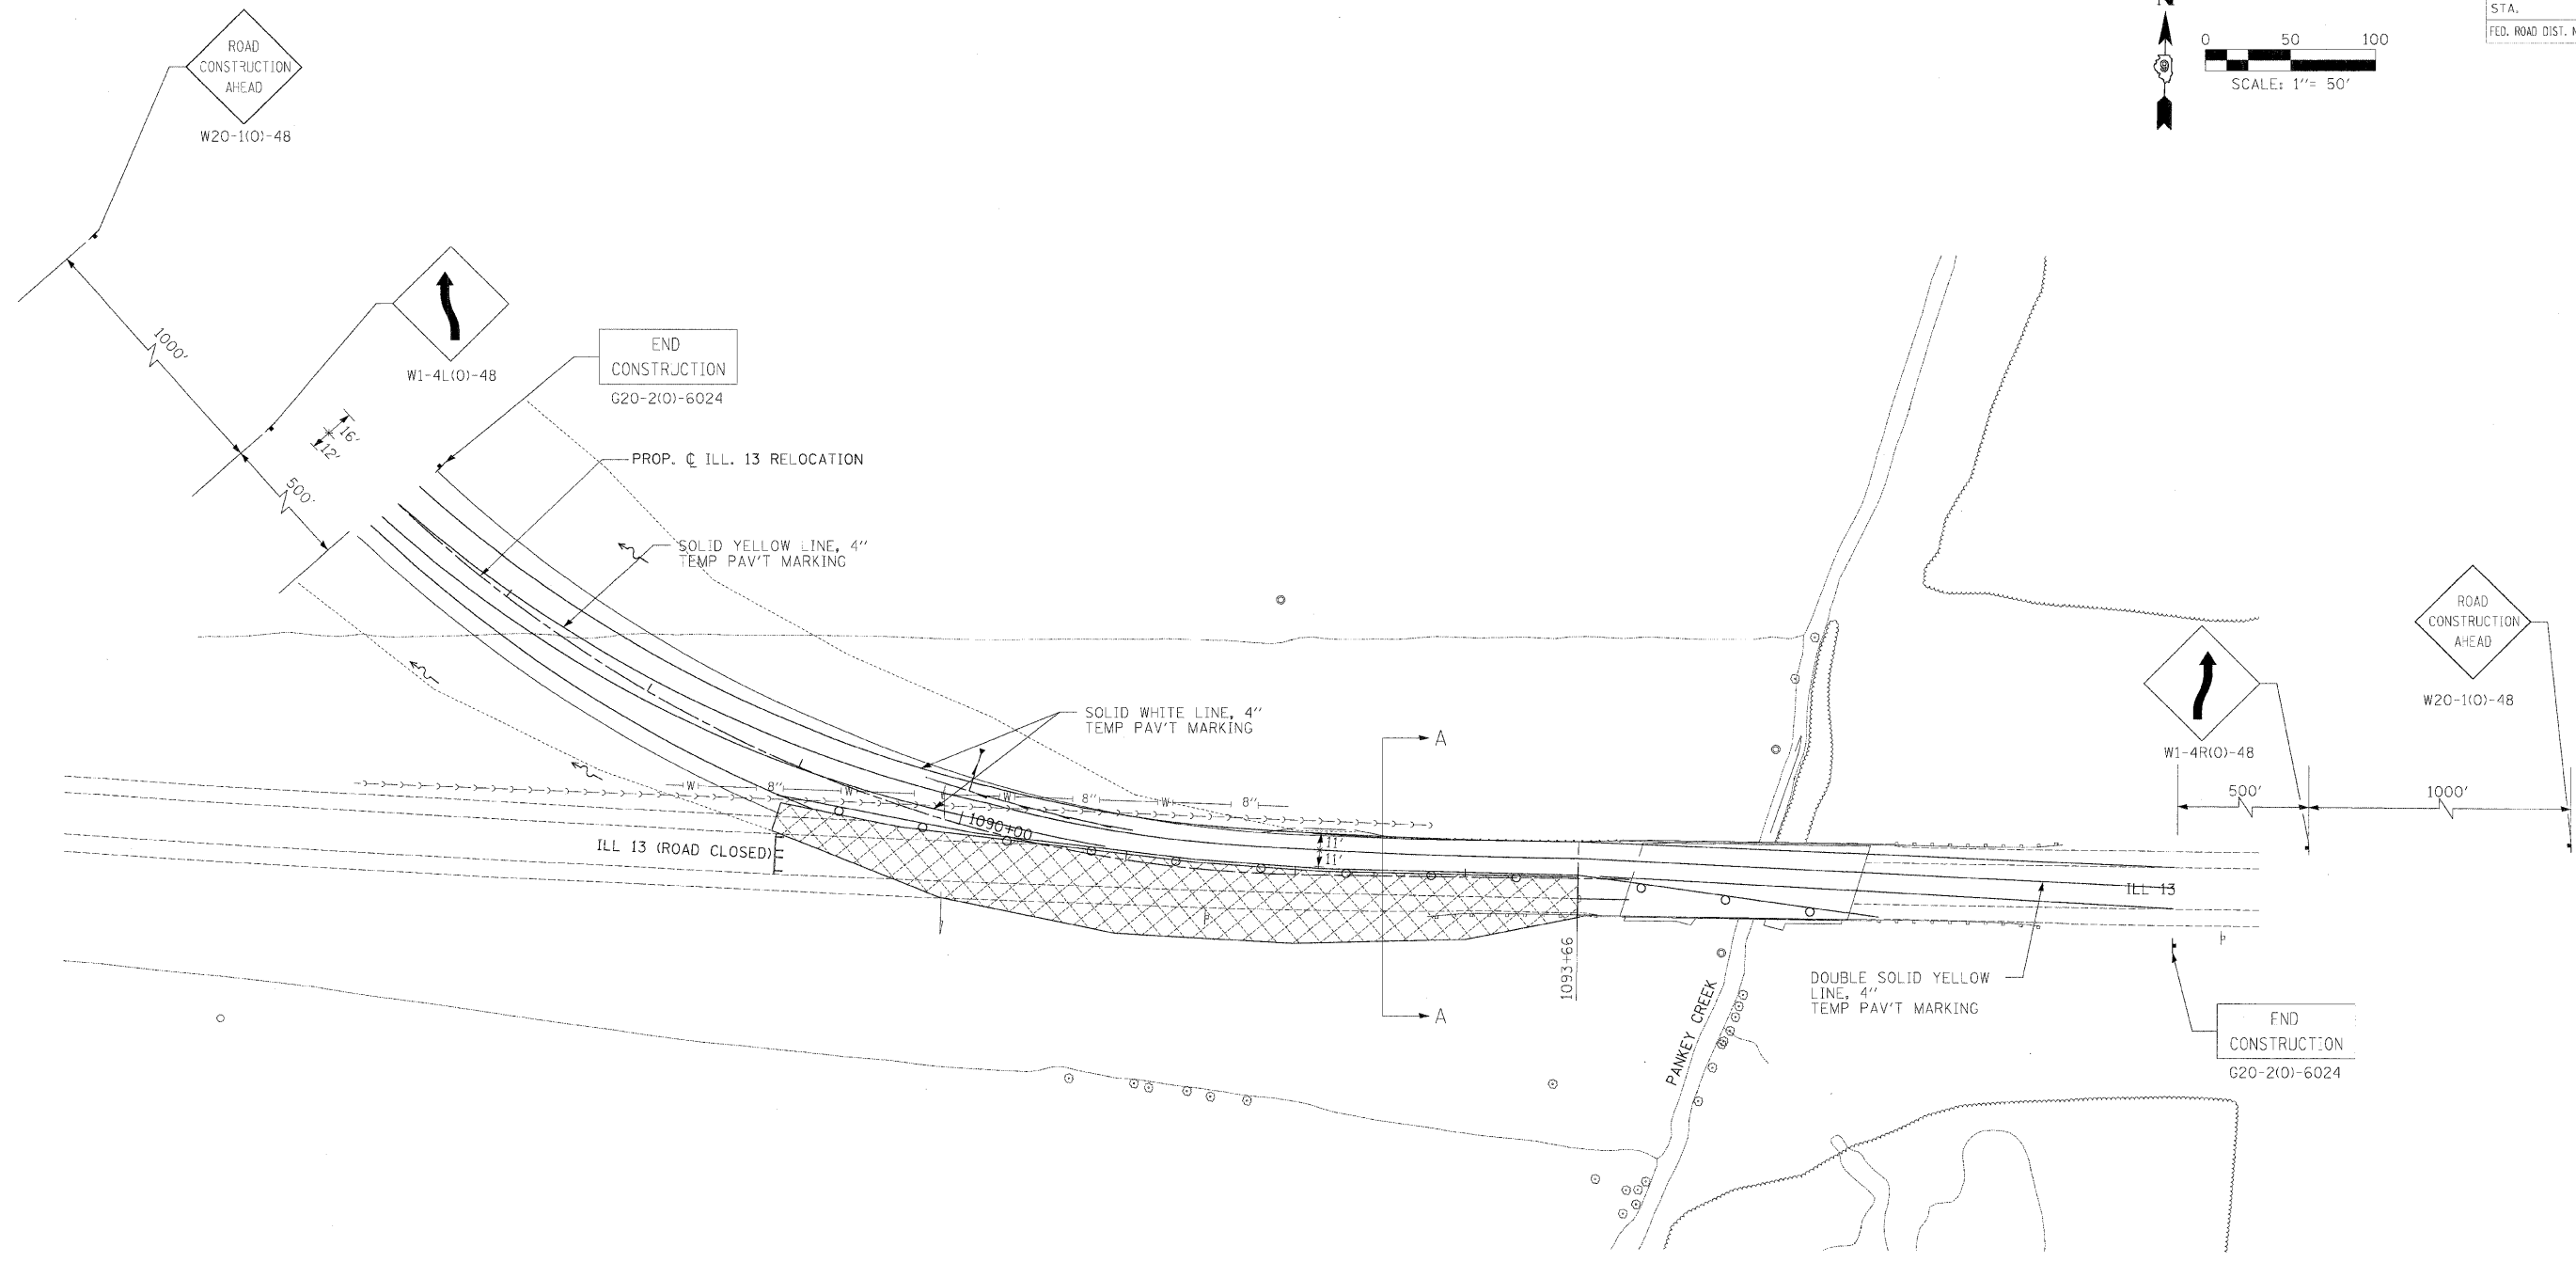 N
STA.
FED. ROAD DIST. N
0 50 100
SCALE: 1"= 50'
ROAD
CONSTRUCTION
AHEAD
W20-1(O)-48
1000'
W1-4L(O)-48
16'
12'
500'
END
CONSTRUCTION
G20-2(O)-6024
PROP. ℄ ILL. 13 RELOCATION
SOLID YELLOW LINE, 4"
TEMP PAV'T MARKING
SOLID WHITE LINE, 4"
TEMP PAV'T MARKING
A
W 8" W W 8" W 8"
1090+00
11'
11'
ILL 13 (ROAD CLOSED)
P
A
1093+66
PANKEY CREEK
ROAD
CONSTRUCTION
AHEAD
W20-1(O)-48
W1-4R(O)-48
500'
1000'
ILL 13
DOUBLE SOLID YELLOW
LINE, 4"
TEMP PAV'T MARKING
END
CONSTRUCTION
G20-2(O)-6024